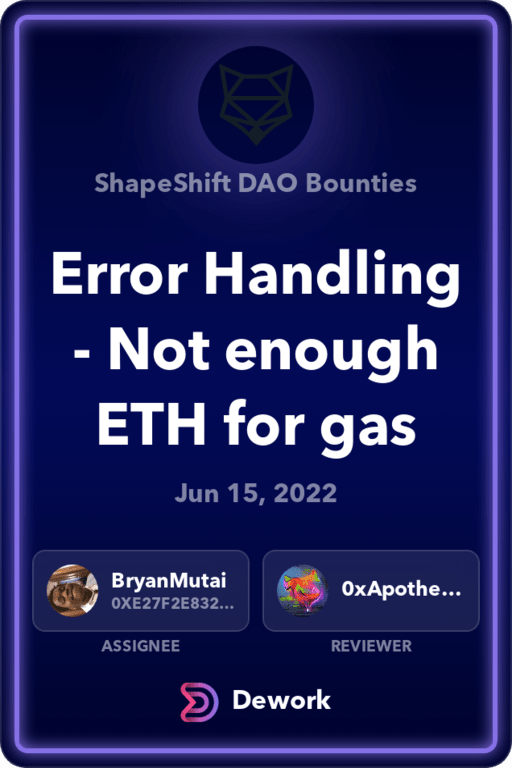 ShapeShift DAO Bounties
Error Handling
- Not enough
ETH for gas
Jun 15, 2022
BryanMutai
0XE27F2E832...
0xApothe...
ASSIGNEE
REVIEWER
Dework